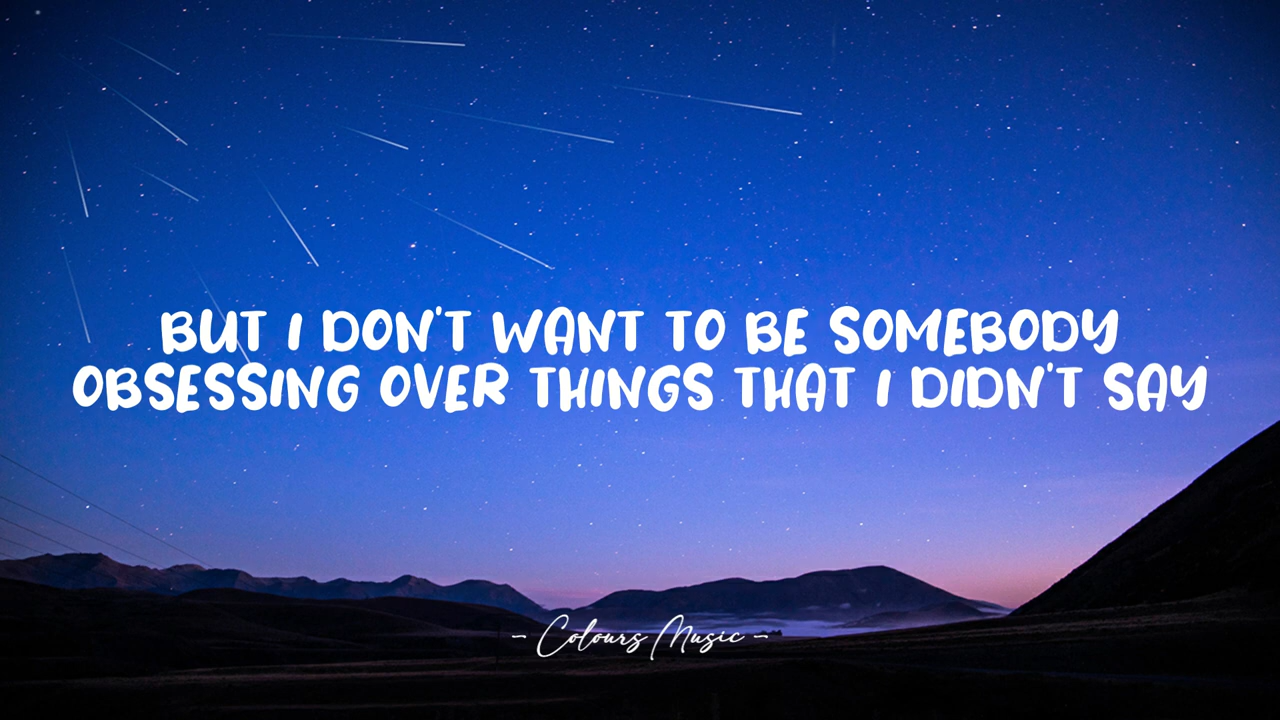 BUT I DON'T WANT TO BE SOMEBODY
OBSESSING OVER THINGS THAT I DIDN'T SAY
- Colours Music -